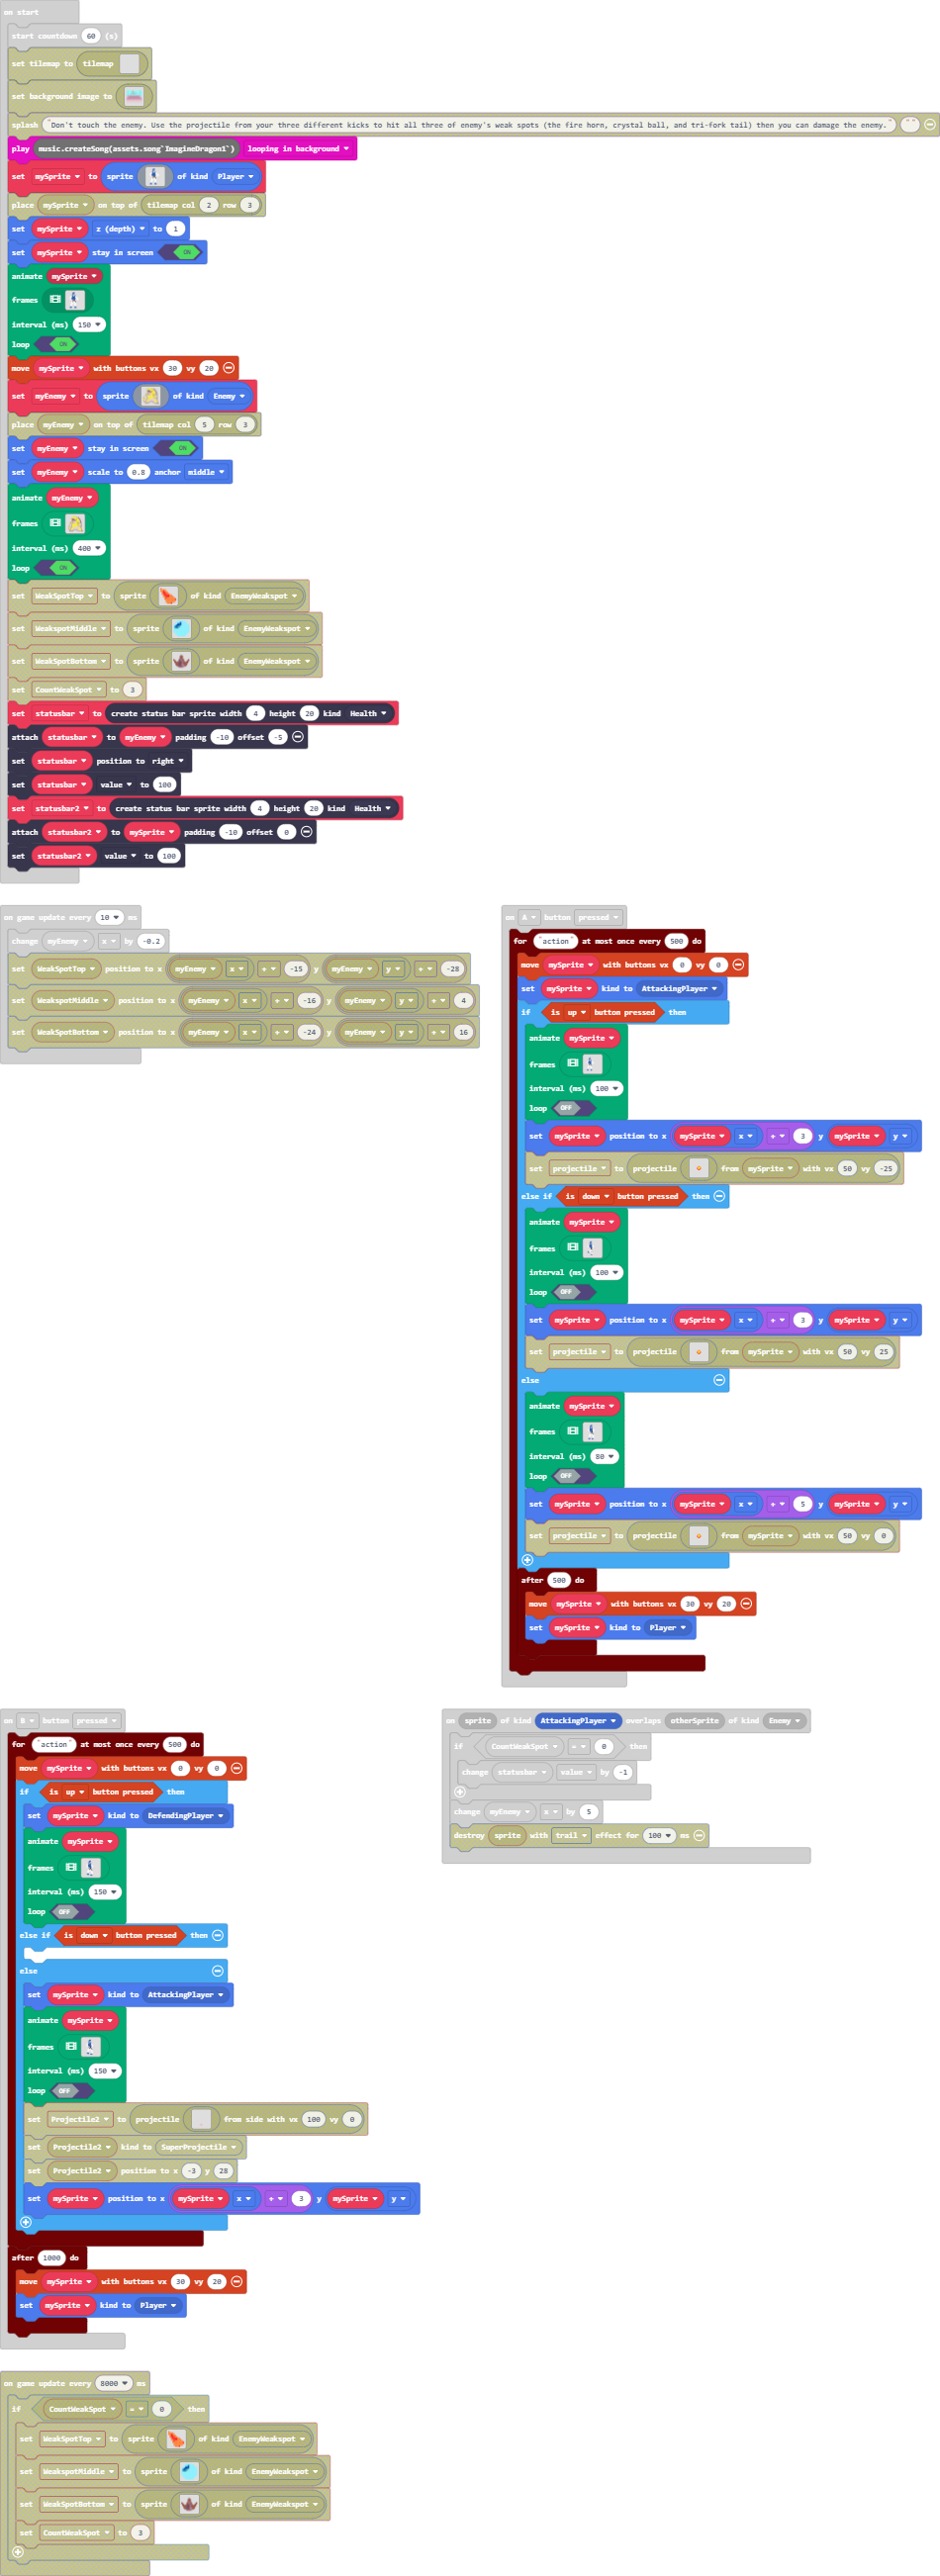 on start
start countdown 60 (s)
set tilemap to tilemap
set background image to
splash "Don't touch the enemy. Use the projectile from your three different kicks to hit all three of enemy's weak spots (the fire horn, crystal ball, and tri-fork tail) then you can damage the enemy." " "
play music.createSong(assets.song`ImagineDragon1`) looping in background
set mySprite to sprite of kind Player
place mySprite on top of tilemap col 2 row 3
set mySprite z (depth) to 1
set mySprite stay in screen ON
animate mySprite
frames
interval (ms) 150
loop ON
move mySprite with buttons vx 30 vy 20
set myEnemy to sprite of kind Enemy
place myEnemy on top of tilemap col 5 row 3
set myEnemy stay in screen ON
set myEnemy scale to 0.8 anchor middle
animate myEnemy
frames
interval (ms) 400
loop ON
set WeakSpotTop to sprite of kind EnemyWeakspot
set WeakspotMiddle to sprite of kind EnemyWeakspot
set WeakSpotBottom to sprite of kind EnemyWeakspot
set CountWeakSpot to 3
set statusbar to create status bar sprite width 4 height 20 kind Health
attach statusbar to myEnemy padding -10 offset -5
set statusbar position to right
set statusbar value to 100
set statusbar2 to create status bar sprite width 4 height 20 kind Health
attach statusbar2 to mySprite padding -10 offset 0
set statusbar2 value to 100
on game update every 10 ms
change myEnemy x by -0.2
set WeakSpotTop position to x myEnemy x + -15 y myEnemy y + -28
set WeakspotMiddle position to x myEnemy x + -16 y myEnemy y + 4
set WeakSpotBottom position to x myEnemy x + -24 y myEnemy y + 16
on A button pressed
for "action" at most once every 500 do
move mySprite with buttons vx 0 vy 0
set mySprite kind to AttackingPlayer
if is up button pressed then
animate mySprite
frames
interval (ms) 100
loop OFF
set mySprite position to x mySprite x + 3 y mySprite y
set projectile to projectile from mySprite with vx 50 vy -25
else if is down button pressed then
animate mySprite
frames
interval (ms) 100
loop OFF
set mySprite position to x mySprite x + 3 y mySprite y
set projectile to projectile from mySprite with vx 50 vy 25
else
animate mySprite
frames
interval (ms) 80
loop OFF
set mySprite position to x mySprite x + 5 y mySprite y
set projectile to projectile from mySprite with vx 50 vy 0
after 500 do
move mySprite with buttons vx 30 vy 20
set mySprite kind to Player
on B button pressed
for "action" at most once every 500 do
move mySprite with buttons vx 0 vy 0
if is up button pressed then
set mySprite kind to DefendingPlayer
animate mySprite
frames
interval (ms) 150
loop OFF
else if is down button pressed then
else
set mySprite kind to AttackingPlayer
animate mySprite
frames
interval (ms) 150
loop OFF
set Projectile2 to projectile from side with vx 100 vy 0
set Projectile2 kind to SuperProjectile
set Projectile2 position to x -3 y 28
set mySprite position to x mySprite x + 3 y mySprite y
after 1000 do
move mySprite with buttons vx 30 vy 20
set mySprite kind to Player
on sprite of kind AttackingPlayer overlaps otherSprite of kind Enemy
if CountWeakSpot = 0 then
change statusbar value by -1
change myEnemy x by 5
destroy sprite with trail effect for 100 ms
on game update every 8000 ms
if CountWeakSpot = 0 then
set WeakSpotTop to sprite of kind EnemyWeakspot
set WeakspotMiddle to sprite of kind EnemyWeakspot
set WeakSpotBottom to sprite of kind EnemyWeakspot
set CountWeakSpot to 3